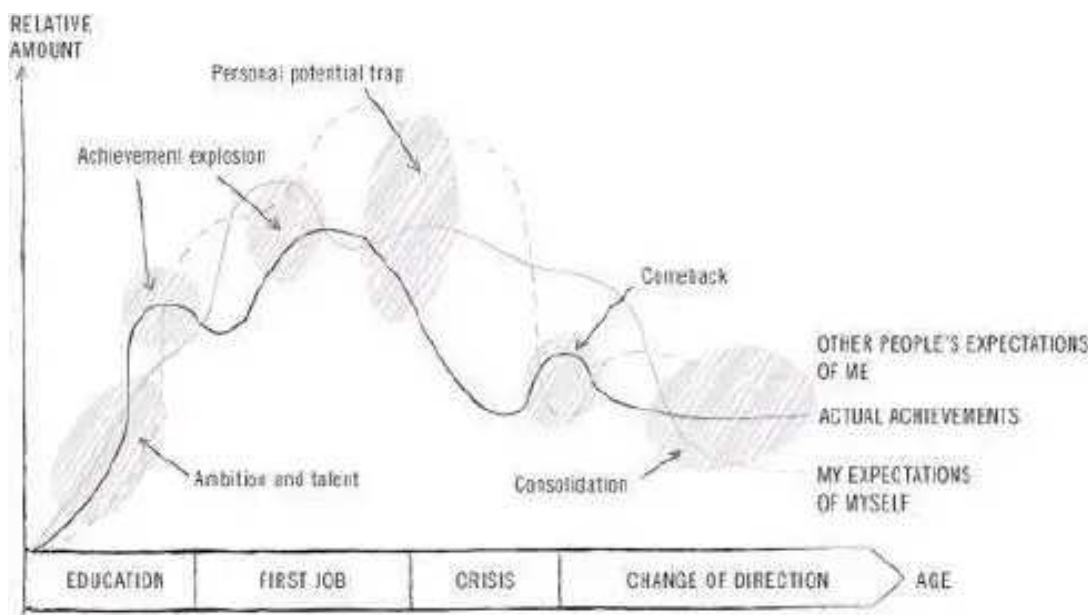 RELATIVE
AMOUNT
Personal potential trap
Achievement explosion
Comeback
OTHER PEOPLE'S EXPECTATIONS
OF ME
ACTUAL ACHIEVEMENTS
Ambition and talent
Consolidation
MY EXPECTATIONS
OF MYSELF
EDUCATION
FIRST JOB
CRISIS
CHANGE OF DIRECTION
AGE